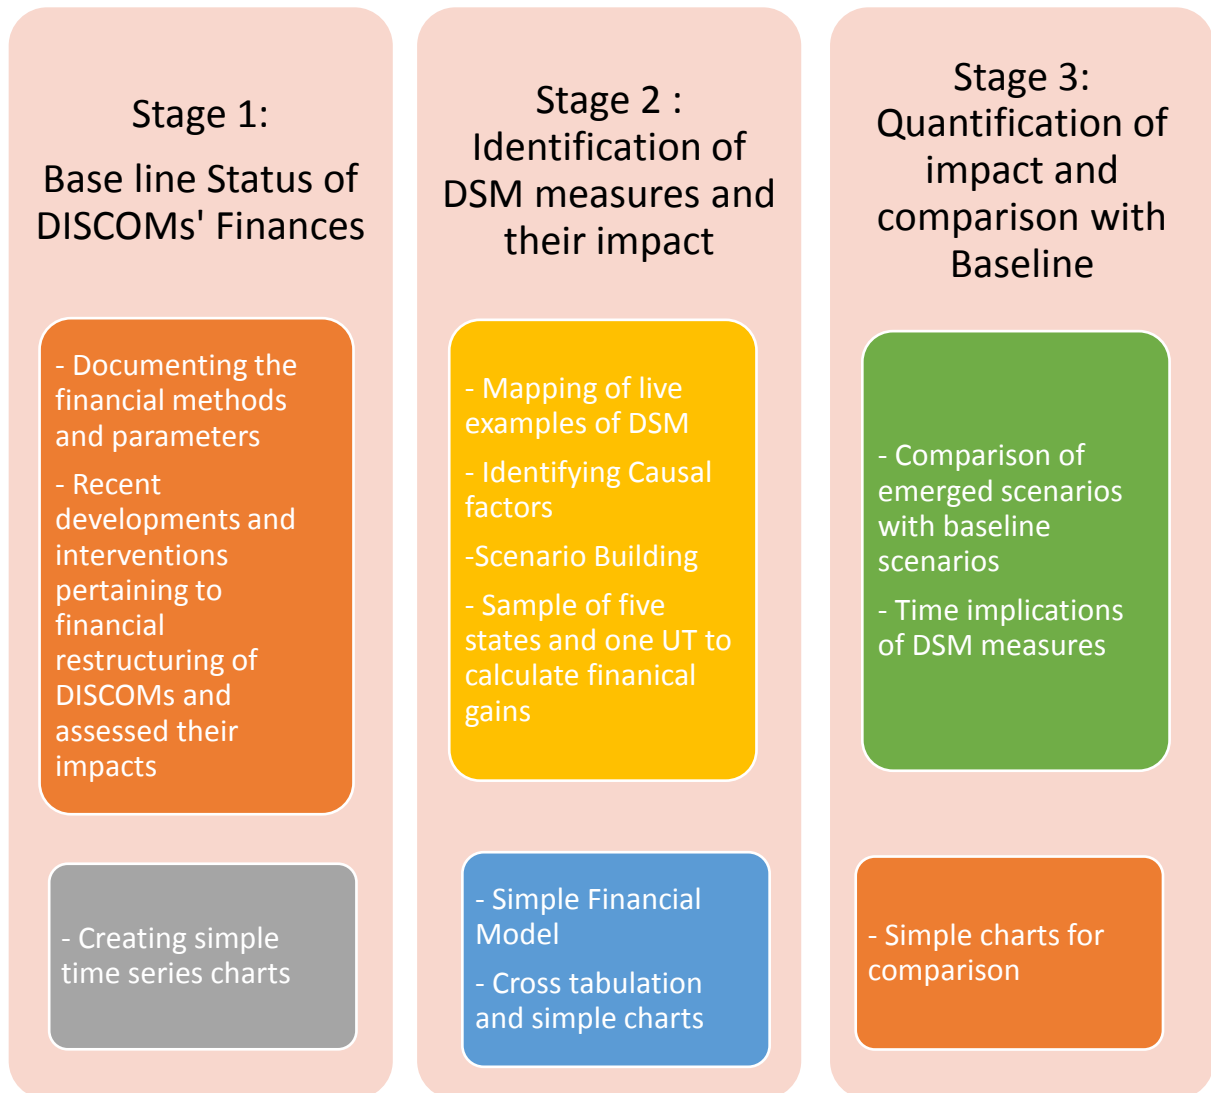 Stage 1:
Base line Status of
DISCOMs' Finances
- Documenting the
financial methods
and parameters
- Recent
developments and
interventions
pertaining to
financial
restructuring of
DISCOMs and
assessed their
impacts
- Creating simple
time series charts
Stage 2 :
Identification of
DSM measures and
their impact
- Mapping of live
examples of DSM
- Identifying Causal
factors
-Scenario Building
- Sample of five
states and one UT to
calculate finanical
gains
- Simple Financial
Model
- Cross tabulation
and simple charts
Stage 3:
Quantification of
impact and
comparison with
Baseline
- Comparison of
emerged scenarios
with baseline
scenarios
- Time implications
of DSM measures
- Simple charts for
comparison